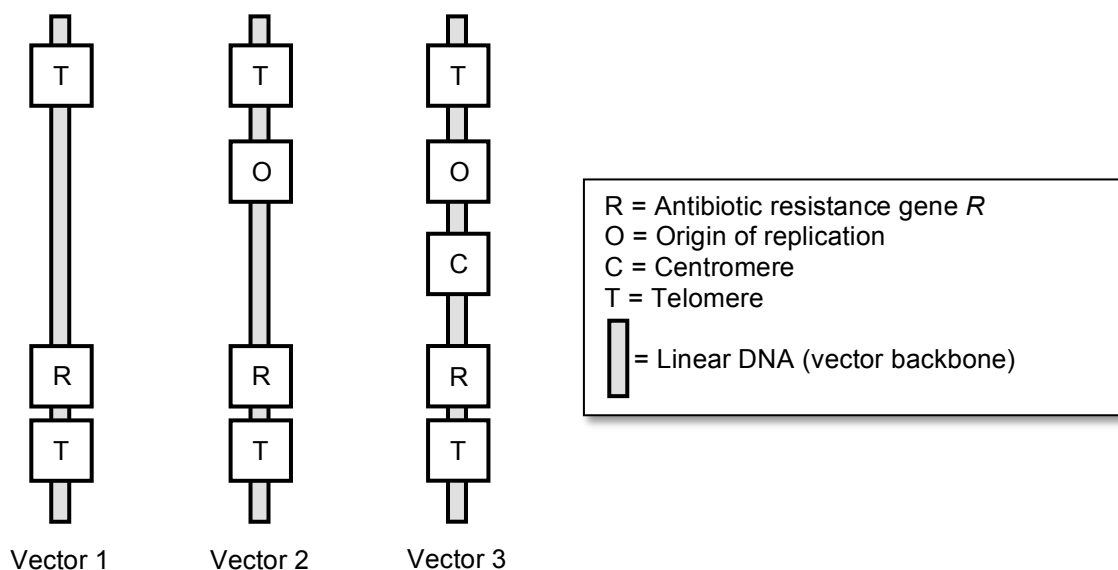 T T T
O O
C
R R R
T T T
Vector 1 Vector 2 Vector 3
R = Antibiotic resistance gene R
O = Origin of replication
C = Centromere
T = Telomere
= Linear DNA (vector backbone)